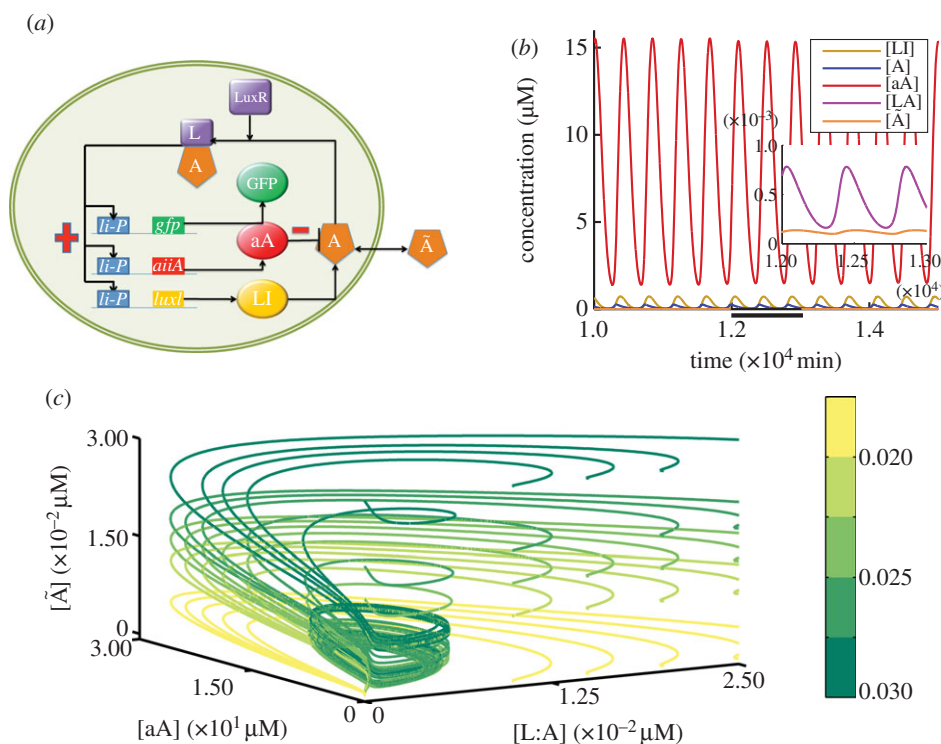 (a)
LuxR
L
A
GFP
li-P
gfp
aA
A
Ã
li-P
aiiA
li-P
luxl
LI
(b)
concentration (µM)
15
10
5
0
[LI]
[A]
[aA]
[LA]
[Ã]
(×10⁻³)
1.0
0.5
0
1.20
1.25
1.30
(×10⁴)
1.0
1.2
1.4
time (×10⁴ min)
(c)
[Ã] (×10⁻² µM)
3.00
1.50
0
3.00
1.50
0
[aA] (×10¹ µM)
0
1.25
2.50
[L:A] (×10⁻² µM)
0.020
0.025
0.030